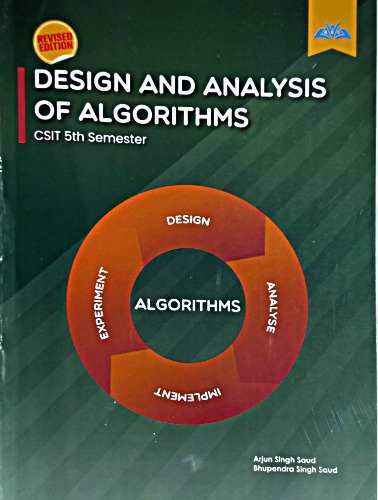 REVISED
EDITION
DESIGN AND ANALYSIS
OF ALGORITHMS
CSIT 5th Semester
DESIGN
EXPERIMENT
ALGORITHMS
ANALYSE
IMPLEMENT
Arjun Singh Saud
Bhupendra Singh Saud